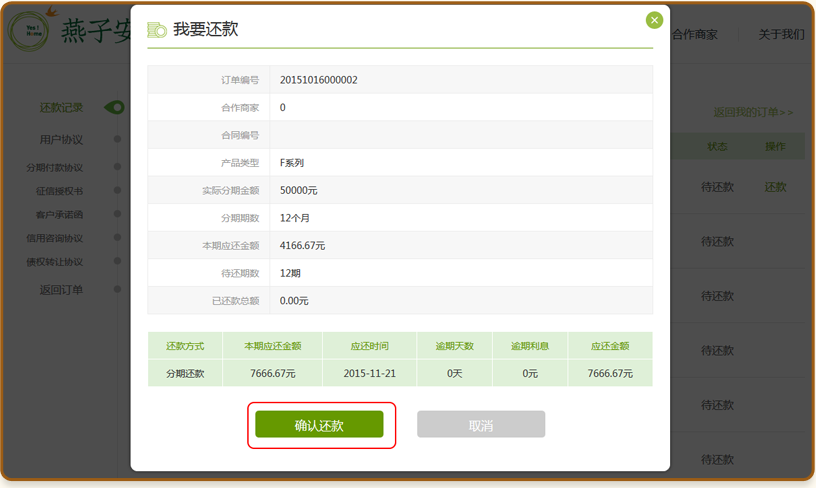 Yes !
Home
燕子安
我要还款
合作商家
关于我们
还款记录
用户协议
分期付款协议
征信授权书
客户承诺函
信用咨询协议
债权转让协议
返回订单
订单编号 20151016000002
合作商家 0
合同编号
产品类型 F系列
实际分期金额 50000元
分期期数 12个月
本期应还金额 4166.67元
待还期数 12期
已还款总额 0.00元
还款方式 本期应还金额 应还时间 逾期天数 逾期利息 应还金额
分期还款 7666.67元 2015-11-21 0天 0元 7666.67元
确认还款 取消
返回我的订单>>
状态 操作
待还款 还款
待还款
待还款
待还款
待还款
待还款